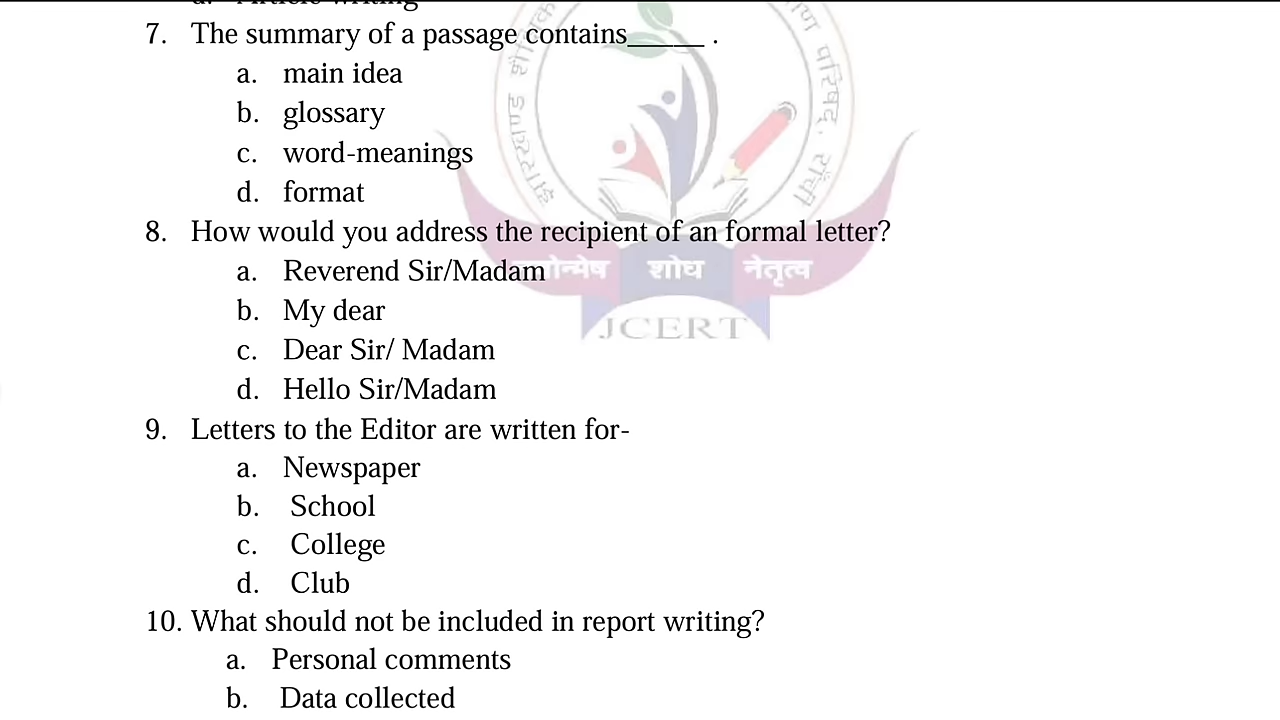 7. The summary of a passage contains_____ .
a. main idea
b. glossary
c. word-meanings
d. format
8. How would you address the recipient of an formal letter?
a. Reverend Sir/Madam
शोध नेतृत्व
b. My dear
JCERT
c. Dear Sir/ Madam
d. Hello Sir/Madam
9. Letters to the Editor are written for-
a. Newspaper
b. School
c. College
d. Club
10. What should not be included in report writing?
a. Personal comments
b. Data collected